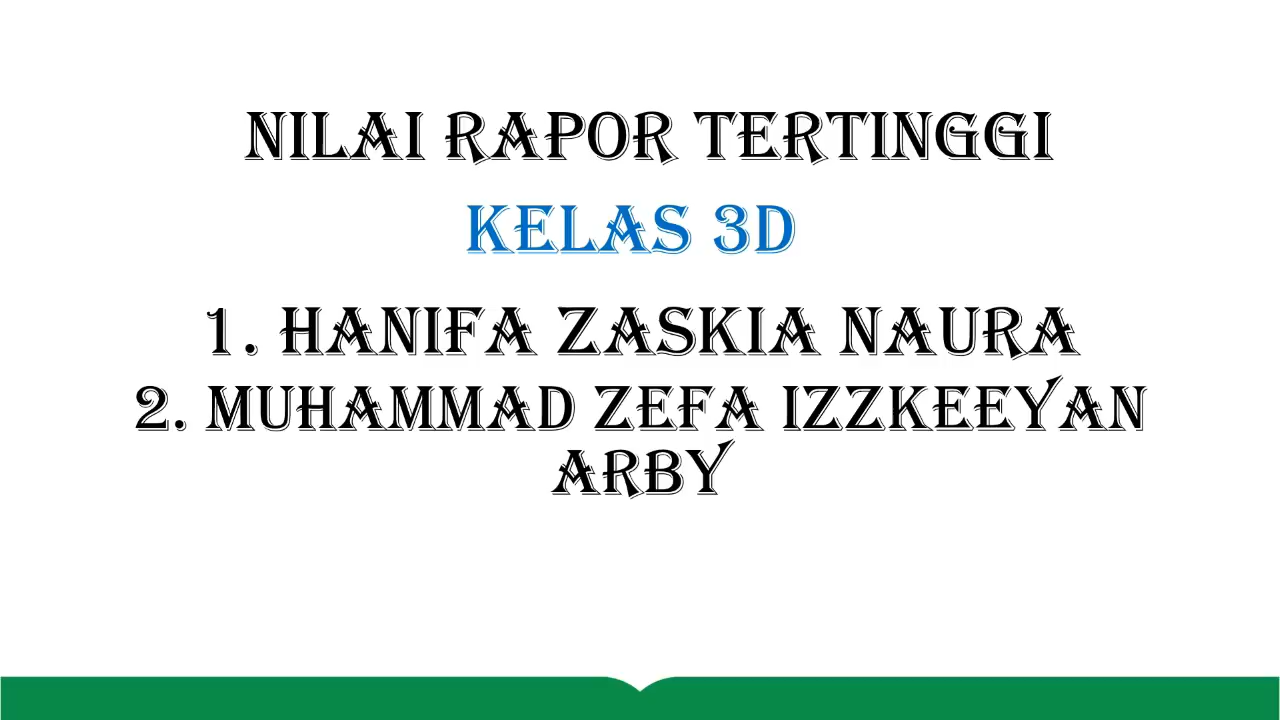 NILAI RAPOR TERTINGGI
KELAS 3D
1. HANIFA ZASKIA NAURA
2. MUHAMMAD ZEFA IZZKEEYAN
ARBY